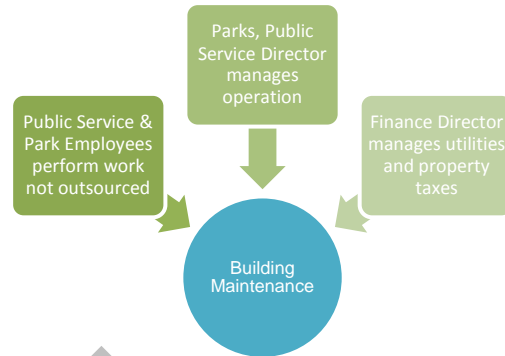 Parks, Public
Service Director
manages
operation
Public Service &
Park Employees
perform work
not outsourced
Finance Director
manages utilities
and property
taxes
Building
Maintenance